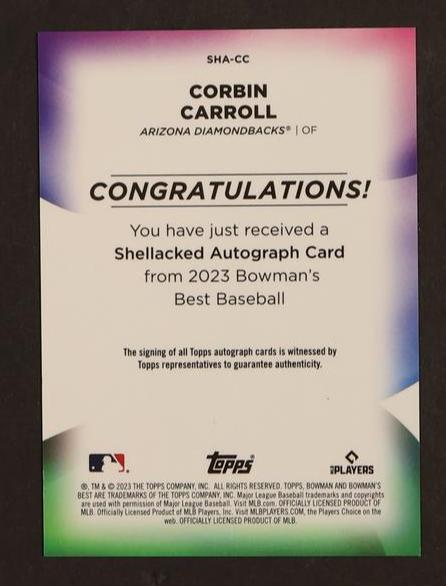 SHA-CC
CORBIN
CARROLL
ARIZONA DIAMONDBACKS® | OF
CONGRATULATIONS!
You have just received a
Shellacked Autograph Card
from 2023 Bowman's
Best Baseball
The signing of all Topps autograph cards is witnessed by
Topps representatives to guarantee authenticity.
Topps
MLB PLAYERS
®, TM & © 2023 THE TOPPS COMPANY, INC. ALL RIGHTS RESERVED. TOPPS, BOWMAN AND BOWMAN'S
BEST ARE TRADEMARKS OF THE TOPPS COMPANY, INC. Major League Baseball trademarks and copyrights
are used with permission of Major League Baseball. Visit MLB.com. OFFICIALLY LICENSED PRODUCT OF
MLB. Officially Licensed Product of MLB Players, Inc. Visit MLBPLAYERS.COM, the Players Choice on the
web. OFFICIALLY LICENSED PRODUCT OF MLB.